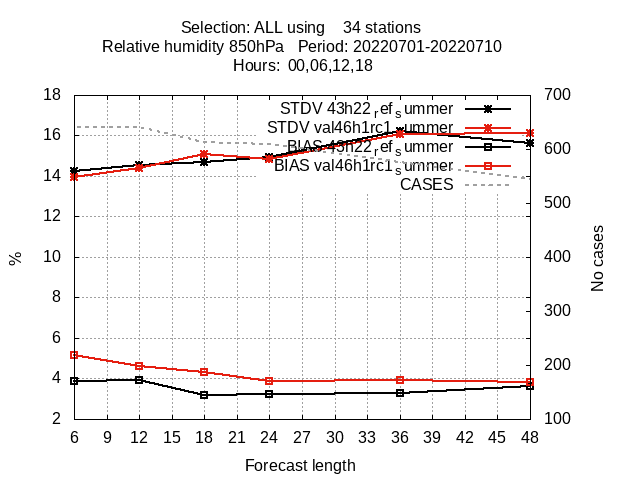 Selection: ALL using    34 stations
Relative humidity 850hPa   Period: 20220701-20220710
Hours:  00,06,12,18
18 700
STDV 43h22_ref_summer
STDV val46h1rc1_summer
16 600
BIAS 43h22_ref_summer
BIAS val46h1rc1_summer
14
CASES
12 500
10 400
%
No cases
8 300
6
200
4
2 100
6 9 12 15 18 21 24 27 30 33 36 39 42 45 48
Forecast length